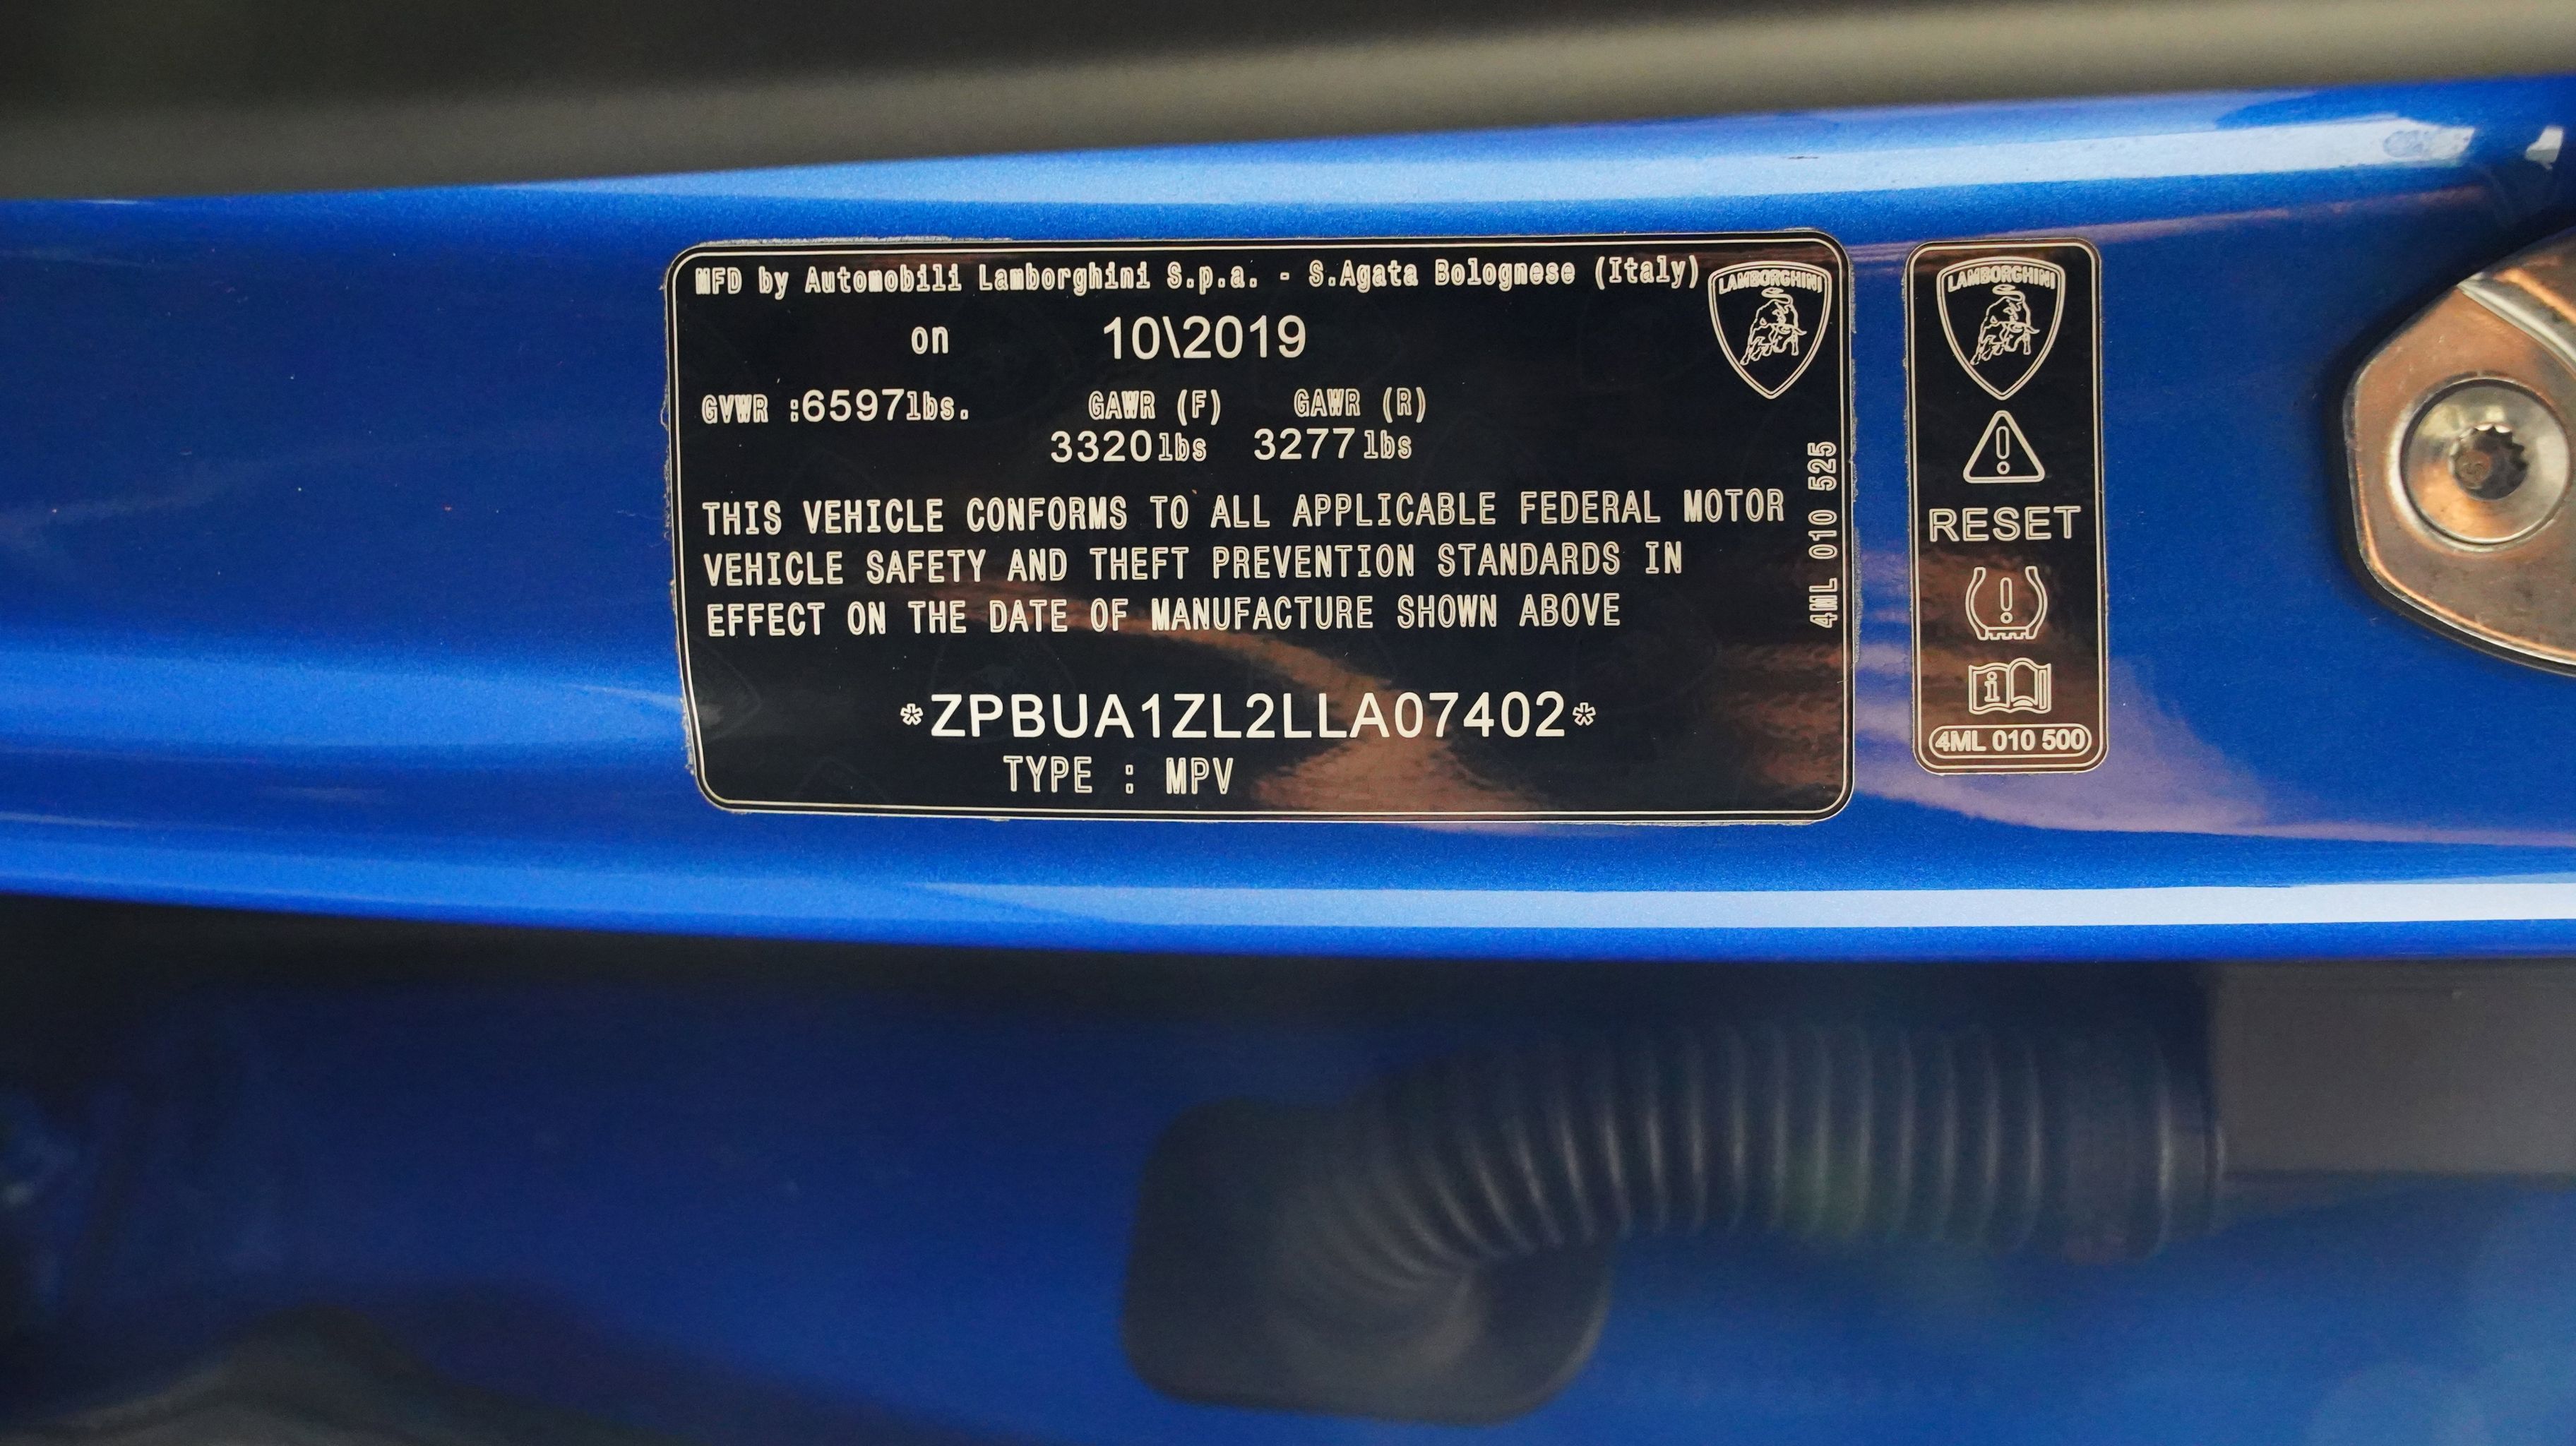 MFD by Automobili Lamborghini S.p.a. - S.Agata Bolognese (Italy)
on 10\2019
GVWR :6597lbs. GAWR (F) GAWR (R)
3320lbs 3277lbs
THIS VEHICLE CONFORMS TO ALL APPLICABLE FEDERAL MOTOR
VEHICLE SAFETY AND THEFT PREVENTION STANDARDS IN
EFFECT ON THE DATE OF MANUFACTURE SHOWN ABOVE
*ZPBUA1ZL2LLA07402*
TYPE : MPV
LAMBORGHINI
4ML 010 525
LAMBORGHINI
RESET
4ML 010 500